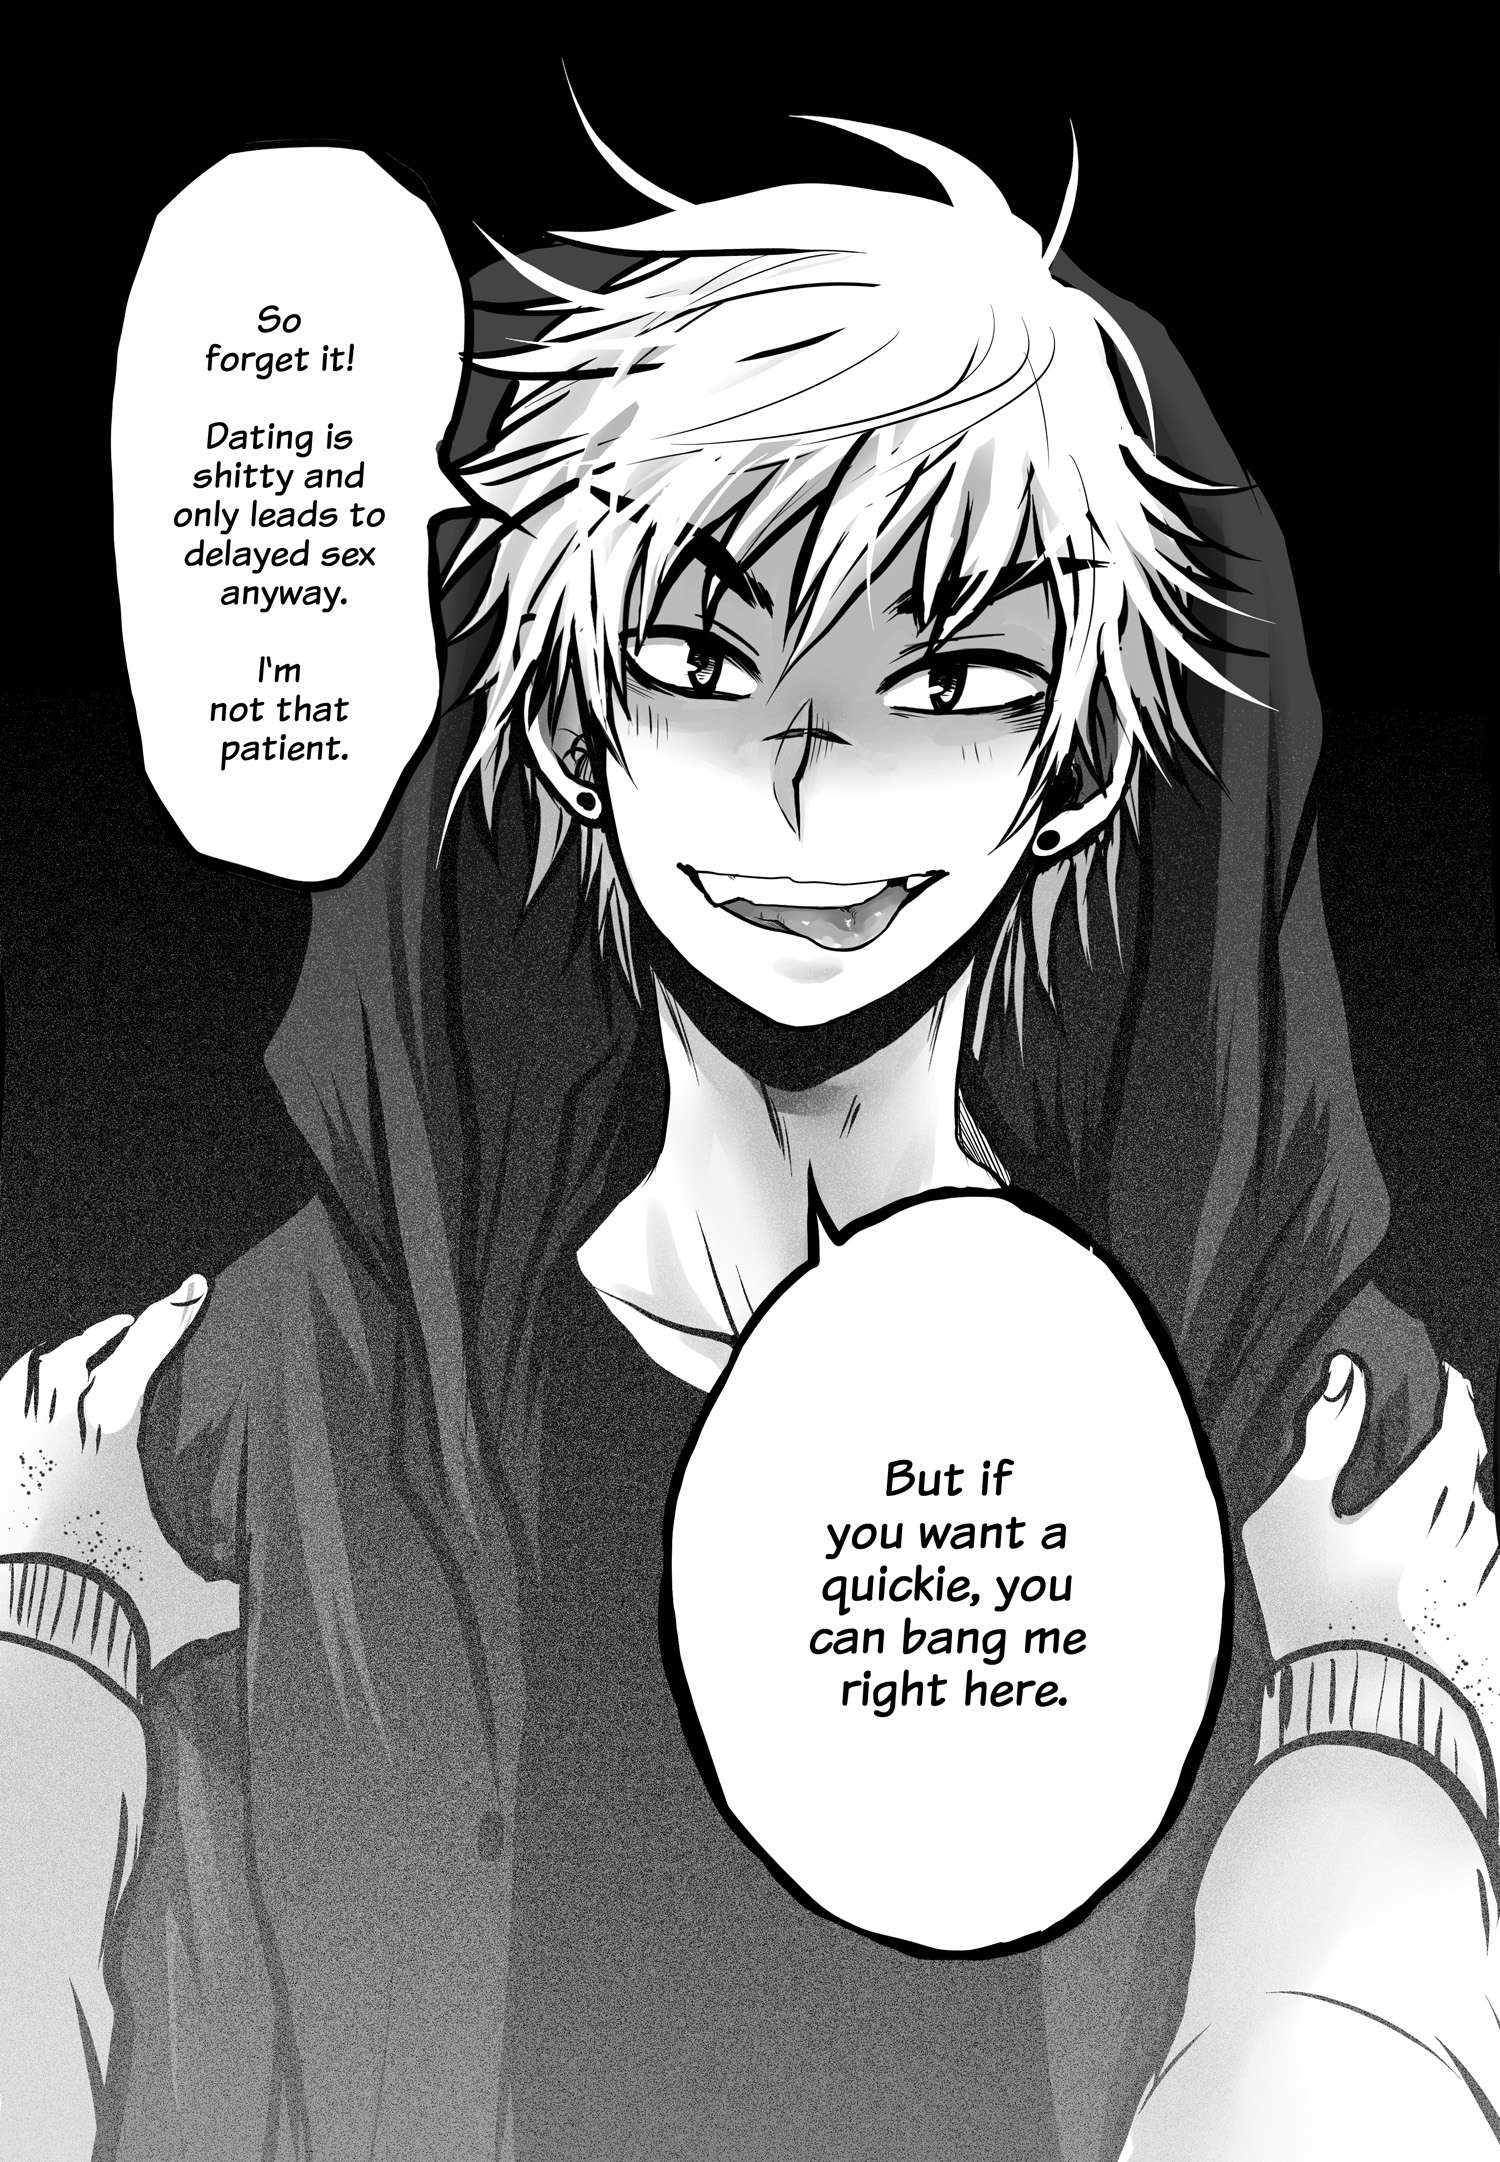 So
forget it!
Dating is
shitty and
only leads to
delayed sex
anyway.
I'm
not that
patient.
But if
you want a
quickie, you
can bang me
right here.